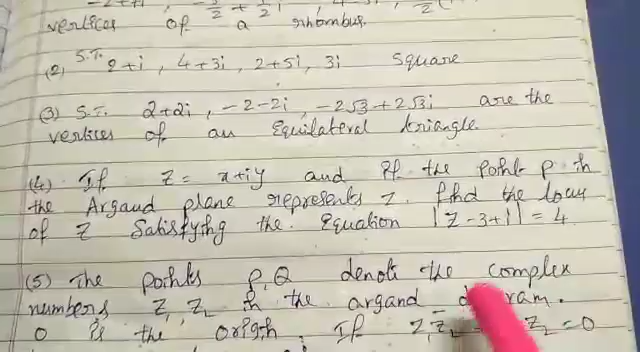 vertices of a rhombus.
(2) S.T. 2+i, 4+3i, 2+5i, 3i square
(3) S.T. 2+2i, -2-2i, -2√3+2√3i are the
vertices of an Equilateral triangle.
(4) If z = x+iy and if the point P in
the Argand plane represents z. find the locus
of z Satisfying the Equation |z-3+i| = 4
(5) The points P, Q denote the complex
numbers z, z₂ in the argand
O is the origin. If z₂ = 0